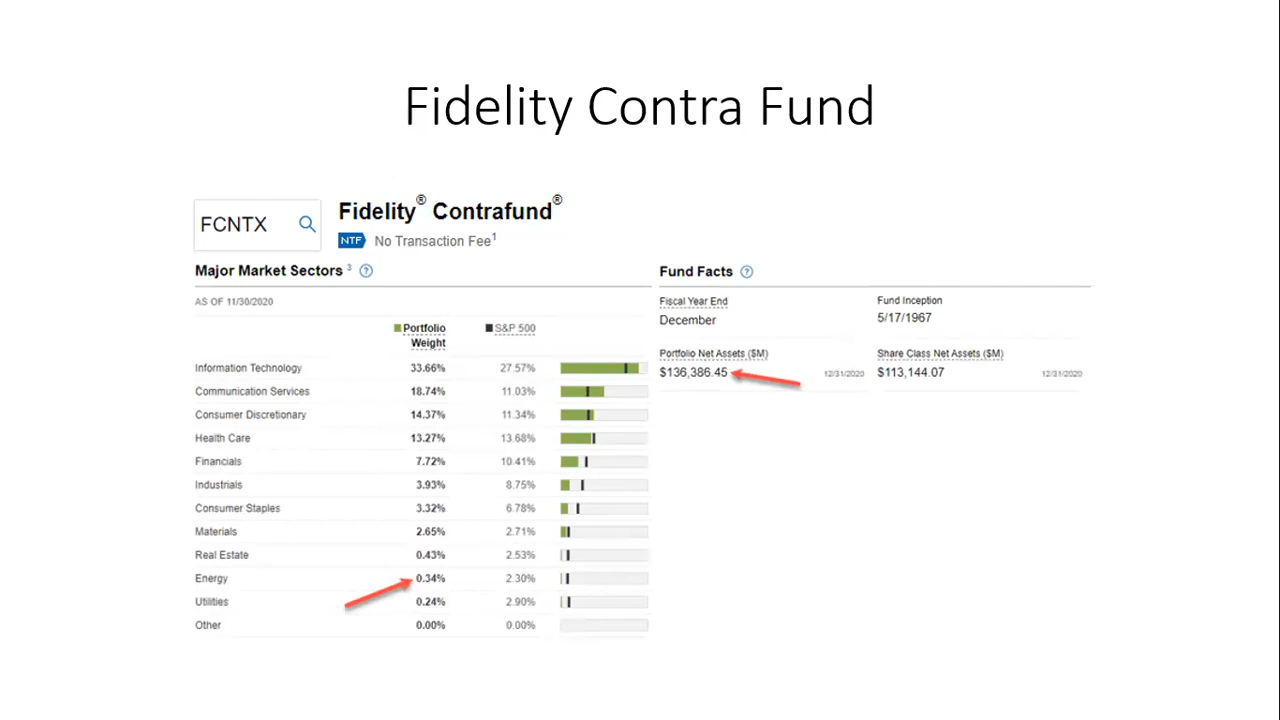 Fidelity Contra Fund
FCNTX
Fidelity® Contrafund®
NTF No Transaction Fee1
Major Market Sectors 3 ?
AS OF 11/30/2020
Portfolio Weight S&P 500
Information Technology 33.66% 27.57%
Communication Services 18.74% 11.03%
Consumer Discretionary 14.37% 11.34%
Health Care 13.27% 13.68%
Financials 7.72% 10.41%
Industrials 3.93% 8.75%
Consumer Staples 3.32% 6.78%
Materials 2.65% 2.71%
Real Estate 0.43% 2.53%
Energy 0.34% 2.30%
Utilities 0.24% 2.90%
Other 0.00% 0.00%
Fund Facts ?
Fiscal Year End
December
Fund Inception
5/17/1967
Portfolio Net Assets ($M)
$136,386.45 12/31/2020
Share Class Net Assets ($M)
$113,144.07 12/31/2020